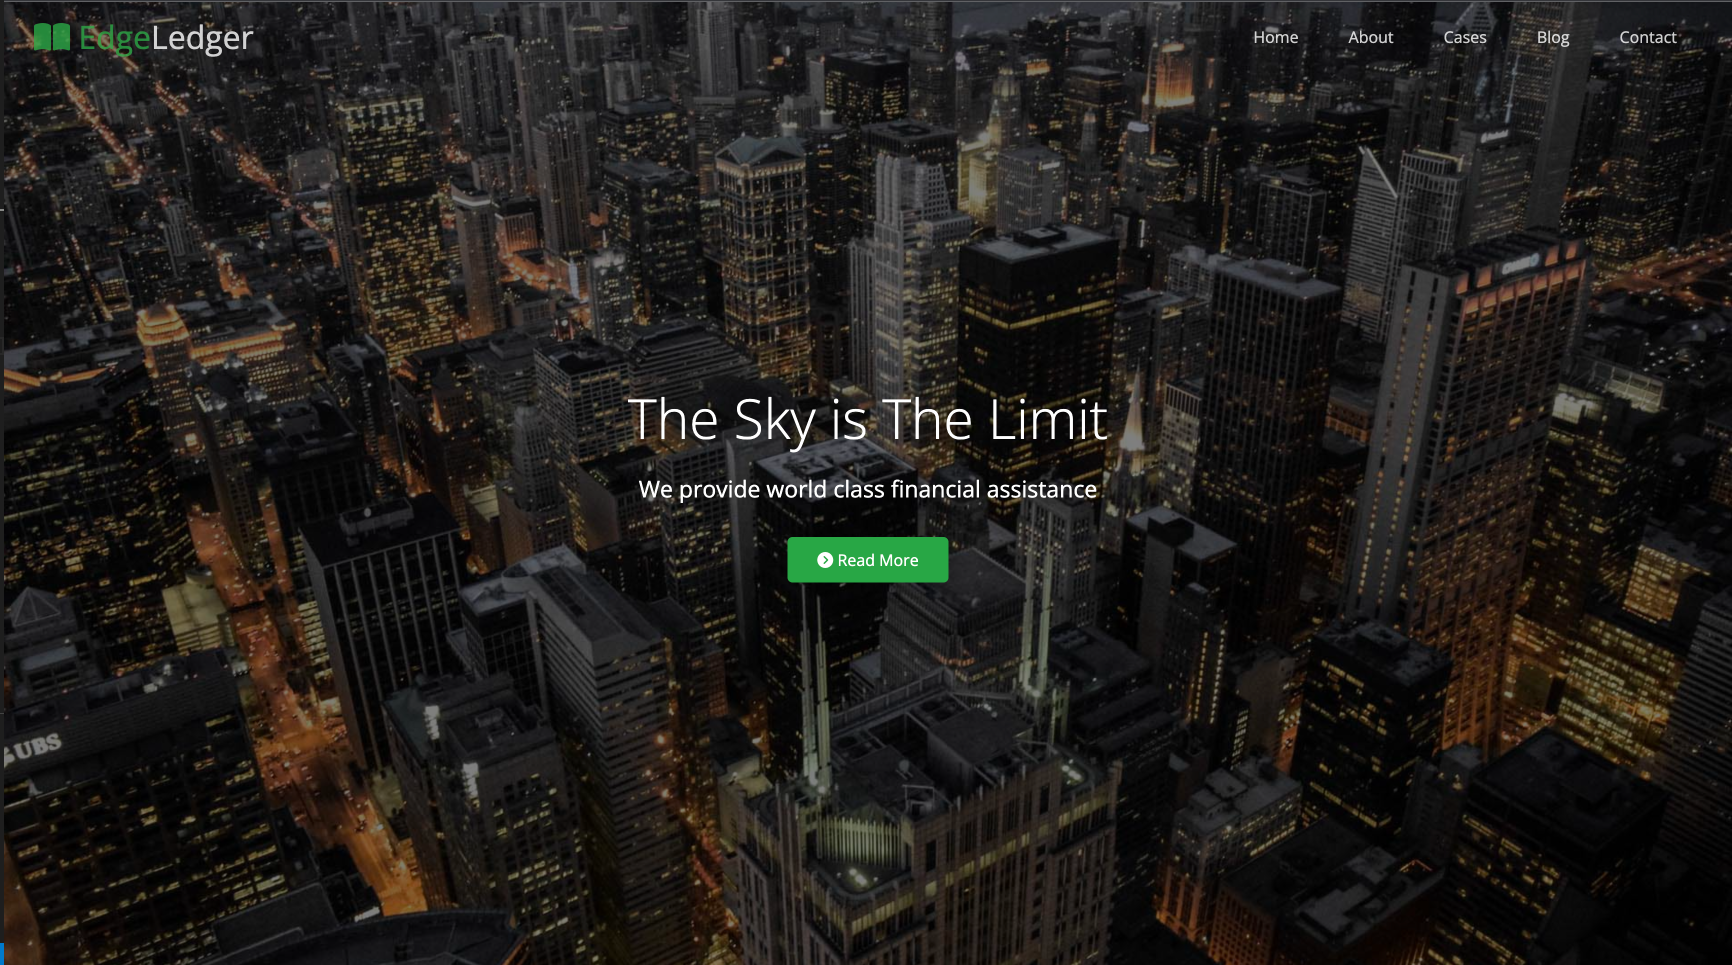 EdgeLedger
Home About Cases Blog Contact
The Sky is The Limit
We provide world class financial assistance
Read More
UBS